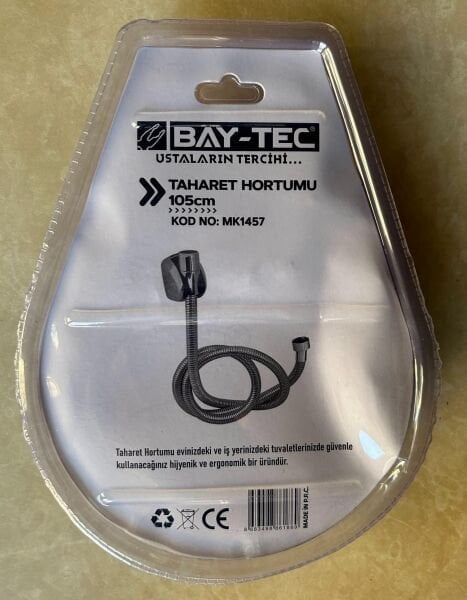 BAY-TEC®
USTALARIN TERCİHİ...
TAHARET HORTUMU
105cm
KOD NO: MK1457
Taharet Hortumu evinizdeki ve iş yerinizdeki tuvaletlerinizde güvenle
kullanacağınız hijyenik ve ergonomik bir üründür.
CE
MADE IN P.R.C.